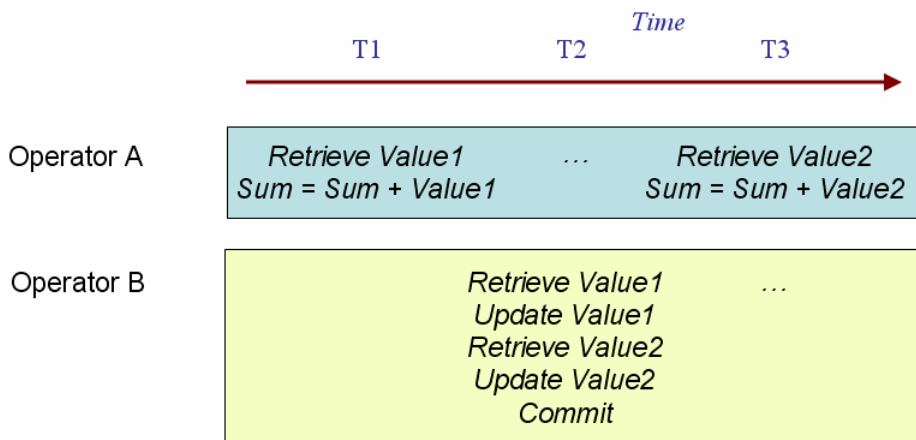 Time
T1 T2 T3
Operator A
Retrieve Value1 … Retrieve Value2
Sum = Sum + Value1 Sum = Sum + Value2
Operator B
Retrieve Value1 …
Update Value1
Retrieve Value2
Update Value2
Commit